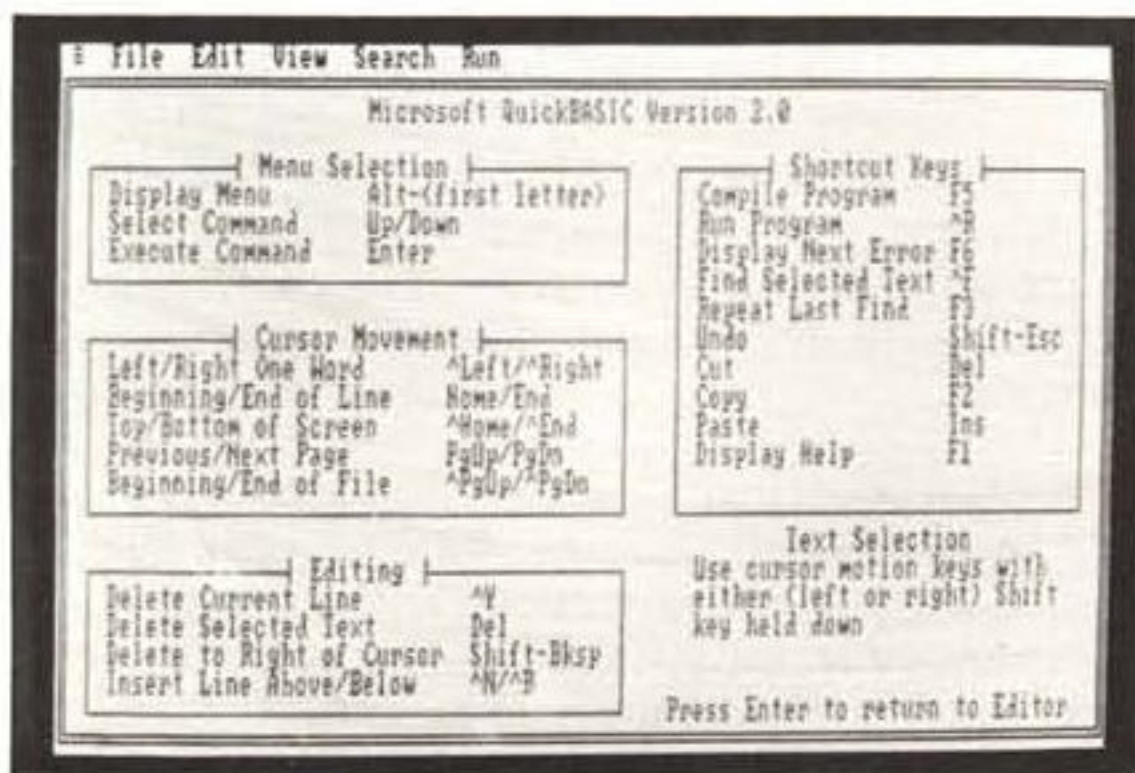 ≡ File Edit View Search Run
Microsoft QuickBASIC Version 2.0
Menu Selection
Display Menu Alt-(first letter)
Select Command Up/Down
Execute Command Enter
Cursor Movement
Left/Right One Word ^Left/^Right
Beginning/End of Line Home/End
Top/Bottom of Screen ^Home/^End
Previous/Next Page PgUp/PgDn
Beginning/End of File ^PgUp/^PgDn
Editing
Delete Current Line ^Y
Delete Selected Text Del
Delete to Right of Cursor Shift-Bksp
Insert Line Above/Below ^N/^B
Shortcut Keys
Compile Program F5
Run Program ^R
Display Next Error F6
Find Selected Text ^F
Repeat Last Find F3
Undo Shift-Esc
Cut Del
Copy F2
Paste Ins
Display Help F1
Text Selection
Use cursor motion keys with
either (left or right) Shift
key held down
Press Enter to return to Editor